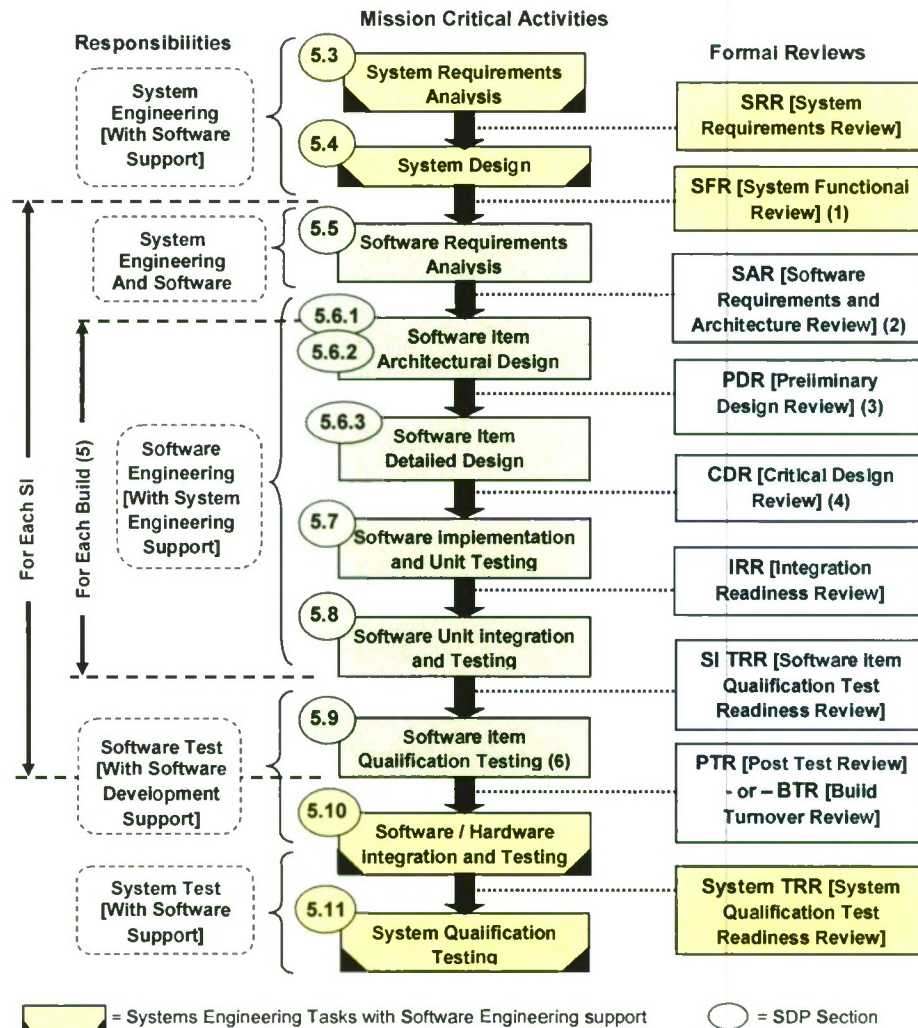 Mission Critical Activities
Responsibilities
Formal Reviews
System
Engineering
[With Software
Support]
5.3
System Requirements
Analysis
SRR [System
Requirements Review]
5.4
System Design
SFR [System Functional
Review] (1)
System
Engineering
And Software
5.5
Software Requirements
Analysis
SAR [Software
Requirements and
Architecture Review] (2)
For Each SI
For Each Build (5)
Software
Engineering
[With System
Engineering
Support]
5.6.1
5.6.2
Software Item
Architectural Design
PDR [Preliminary
Design Review] (3)
5.6.3
Software Item
Detailed Design
CDR [Critical Design
Review] (4)
5.7
Software Implementation
and Unit Testing
IRR [Integration
Readiness Review]
5.8
Software Unit Integration
and Testing
SI TRR [Software Item
Qualification Test
Readiness Review]
Software Test
[With Software
Development
Support]
5.9
Software Item
Qualification Testing (6)
PTR [Post Test Review]
- or – BTR [Build
Turnover Review]
5.10
Software / Hardware
Integration and Testing
System Test
[With Software
Support]
System TRR [System
Qualification Test
Readiness Review]
5.11
System Qualification
Testing
= Systems Engineering Tasks with Software Engineering support
= SDP Section